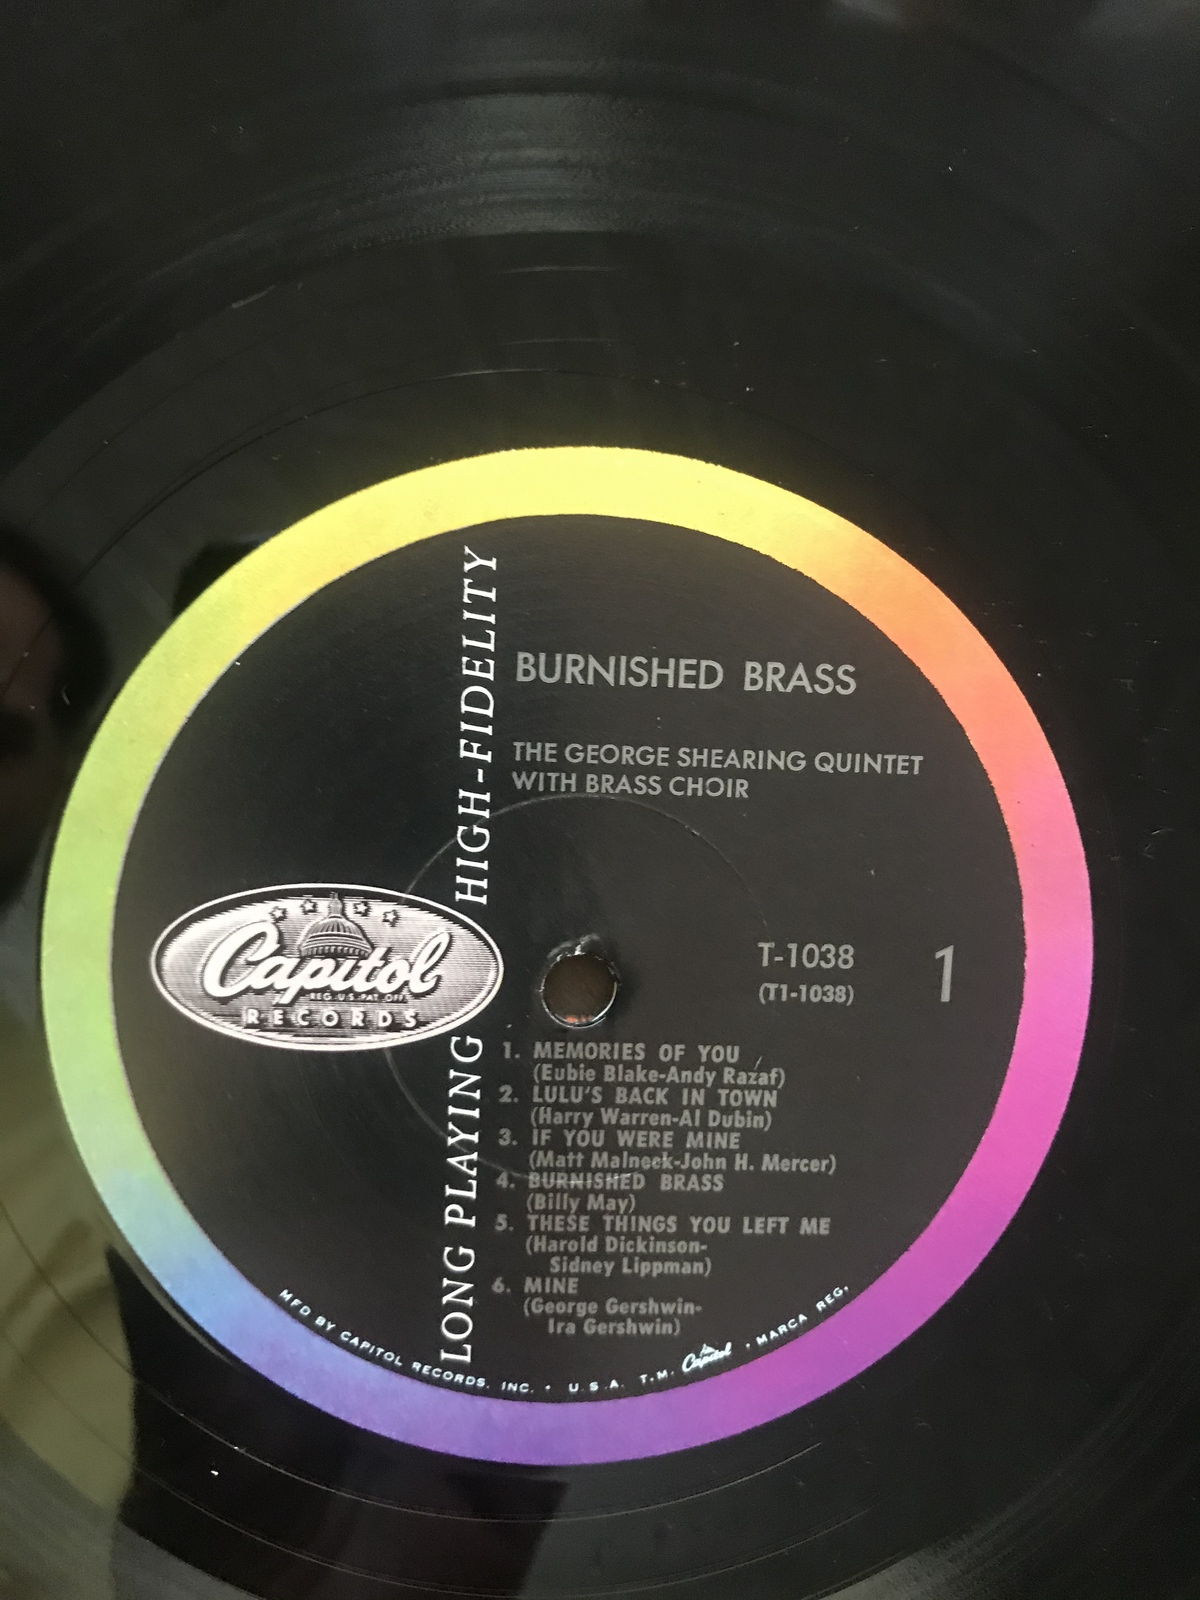 BURNISHED BRASS
THE GEORGE SHEARING QUINTET
WITH BRASS CHOIR
LONG PLAYING HIGH-FIDELITY
Capitol
REG. U.S. PAT. OFF.
RECORDS
T-1038
(T1-1038)
1
1. MEMORIES OF YOU
(Eubie Blake-Andy Razaf)
2. LULU'S BACK IN TOWN
(Harry Warren-Al Dubin)
3. IF YOU WERE MINE
(Matt Malneck-John H. Mercer)
4. BURNISHED BRASS
(Billy May)
5. THESE THINGS YOU LEFT ME
(Harold Dickinson-
Sidney Lippman)
6. MINE
(George Gershwin-
Ira Gershwin)
MFD BY CAPITOL RECORDS, INC. • U.S.A. T.M. Capitol • MARCA REG.